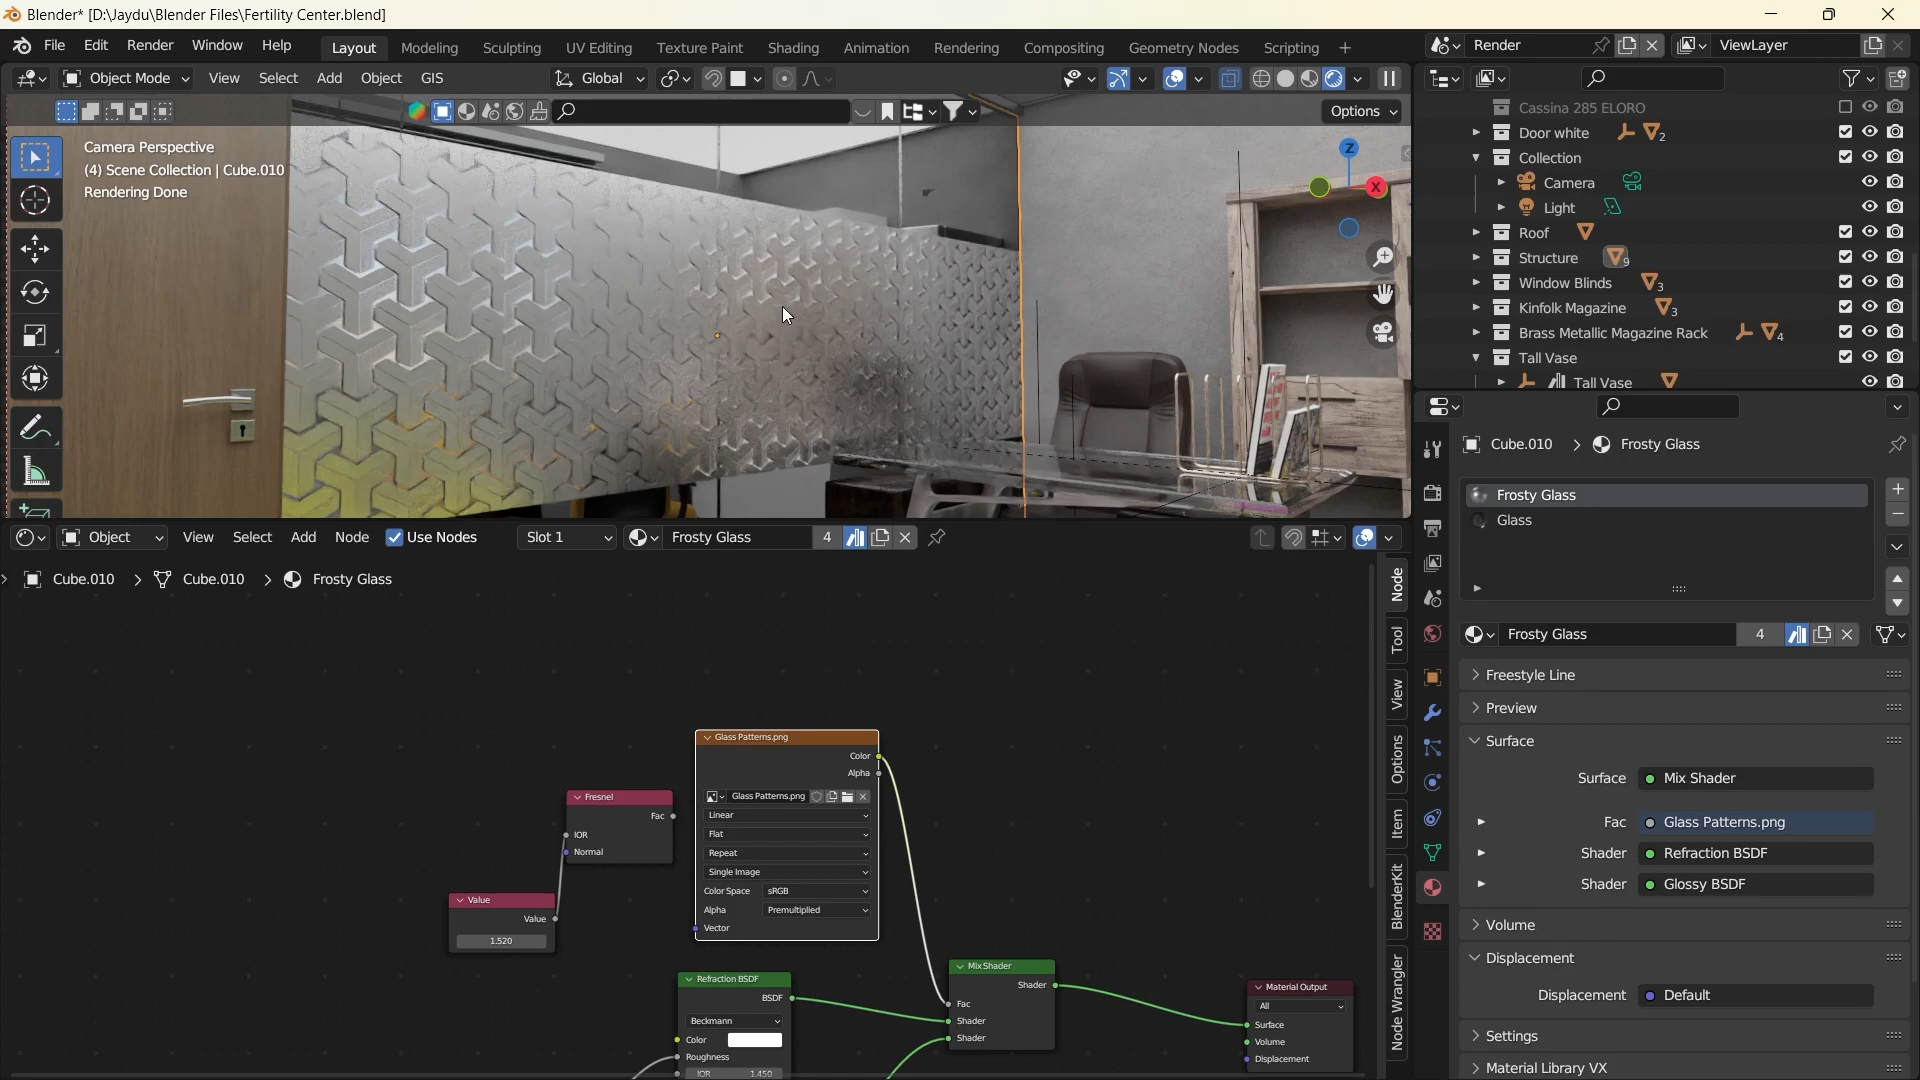 Blender* [D:\Jaydu\Blender Files\Fertility Center.blend]
File Edit Render Window Help Layout Modeling Sculpting UV Editing Texture Paint Shading Animation Rendering Compositing Geometry Nodes Scripting + Render ViewLayer
Object Mode View Select Add Object GIS Global
Options
Camera Perspective
(4) Scene Collection | Cube.010
Rendering Done
Z
X
Cassina 285 ELORO
Door white 2
Collection
Camera
Light
Roof
Structure 9
Window Blinds 3
Kinfolk Magazine 3
Brass Metallic Magazine Rack 4
Tall Vase
Tall Vase
Cube.010 > Frosty Glass
Frosty Glass
Glass
Frosty Glass 4
Freestyle Line
Preview
Surface
Surface Mix Shader
Fac Glass Patterns.png
Shader Refraction BSDF
Shader Glossy BSDF
Volume
Displacement
Displacement Default
Settings
Material Library VX
Object View Select Add Node Use Nodes Slot 1 Frosty Glass 4
Cube.010 > Cube.010 > Frosty Glass
Node
Tool
View
Options
Item
BlenderKit
Node Wrangler
Glass Patterns.png
Color
Alpha
Glass Patterns.png
Linear
Flat
Repeat
Single Image
Color Space sRGB
Alpha Premultiplied
Vector
Fresnel
Fac
IOR
Normal
Value
Value
1.520
Refraction BSDF
BSDF
Beckmann
Color
Roughness
IOR 1.450
Mix Shader
Shader
Fac
Shader
Shader
Material Output
All
Surface
Volume
Displacement